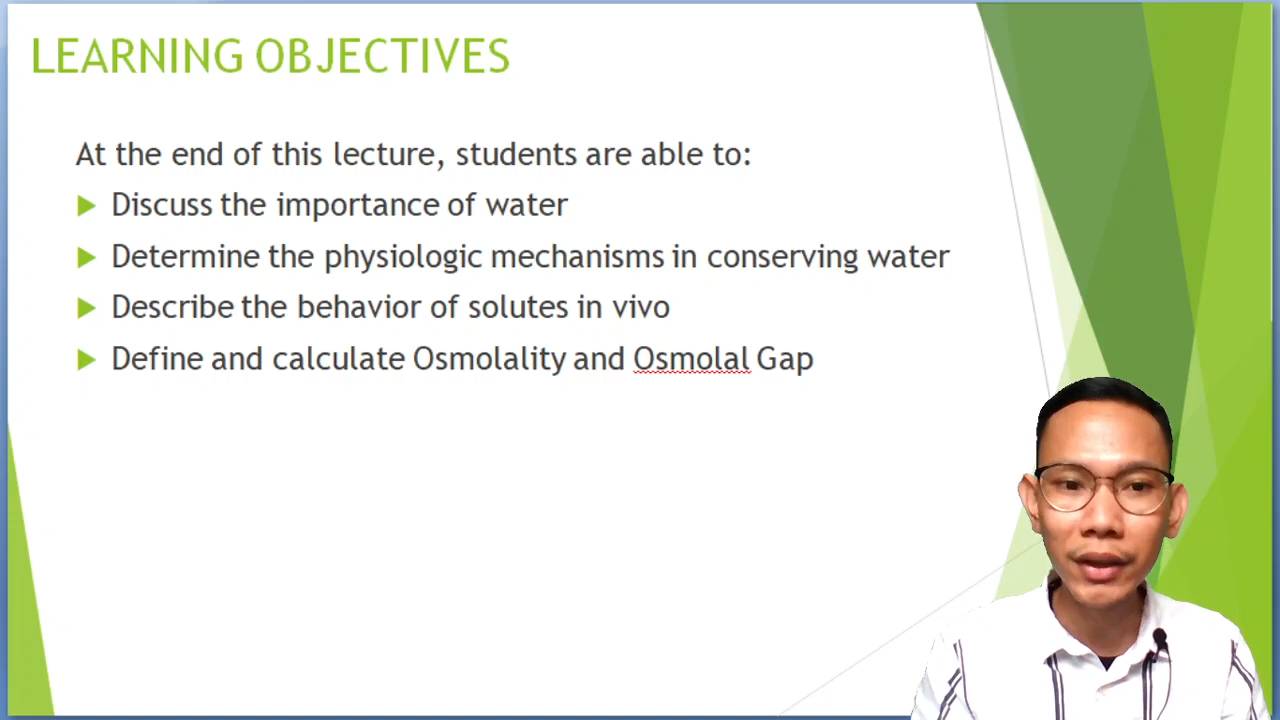 LEARNING OBJECTIVES
At the end of this lecture, students are able to:
Discuss the importance of water
Determine the physiologic mechanisms in conserving water
Describe the behavior of solutes in vivo
Define and calculate Osmolality and Osmolal Gap